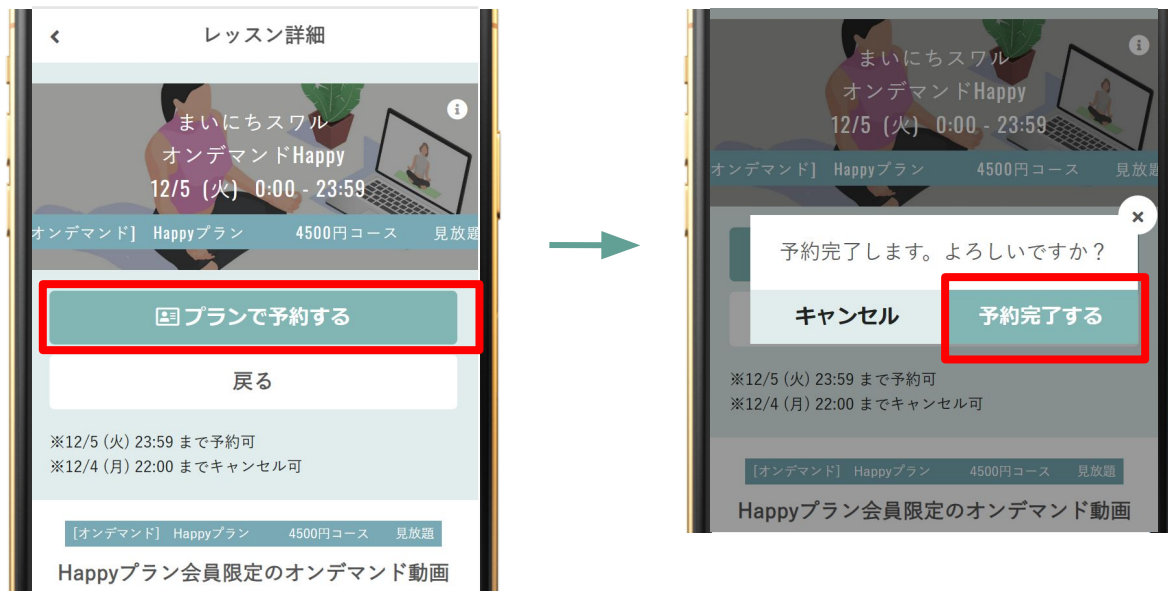 レッスン詳細
まいにちスワル
オンデマンドHappy
12/5 (火) 0:00 - 23:59
オンデマンド] Happyプラン 4500円コース 見放題
プランで予約する
戻る
※12/5 (火) 23:59 まで予約可
※12/4 (月) 22:00 までキャンセル可
[オンデマンド] Happyプラン 4500円コース 見放題
Happyプラン会員限定のオンデマンド動画
まいにちスワル
オンデマンドHappy
12/5 (火) 0:00 - 23:59
オンデマンド] Happyプラン 4500円コース 見放題
予約完了します。よろしいですか？
キャンセル 予約完了する
※12/5 (火) 23:59 まで予約可
※12/4 (月) 22:00 までキャンセル可
[オンデマンド] Happyプラン 4500円コース 見放題
Happyプラン会員限定のオンデマンド動画